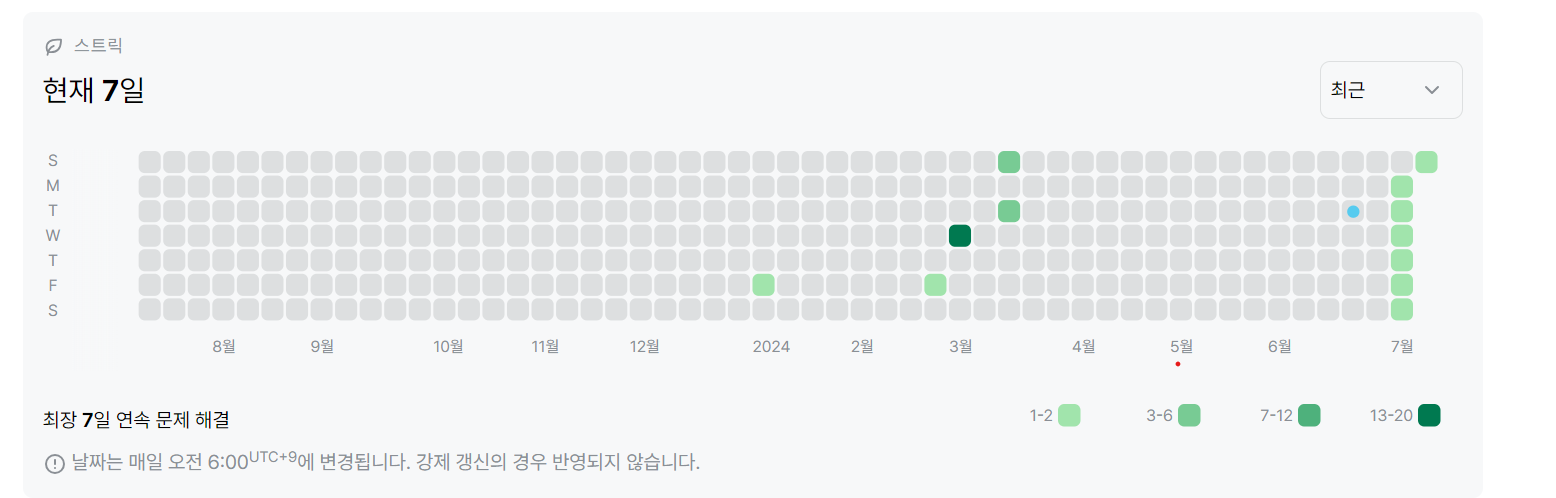 스트릭
현재 7일
최근
S
M
T
W
T
F
S
8월 9월 10월 11월 12월 2024 2월 3월 4월 5월 6월 7월
1-2 3-6 7-12 13-20
최장 7일 연속 문제 해결
날짜는 매일 오전 6:00UTC+9에 변경됩니다. 강제 갱신의 경우 반영되지 않습니다.